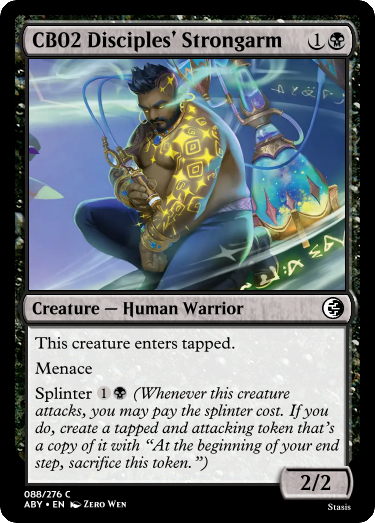 CB02 Disciples' Strongarm 1
Creature — Human Warrior
This creature enters tapped.
Menace
Splinter 1 (Whenever this creature
attacks, you may pay the splinter cost. If you
do, create a tapped and attacking token that's
a copy of it with “At the beginning of your end
step, sacrifice this token.”)
2/2
088/276 C
ABY • EN Zero Wen
Stasis